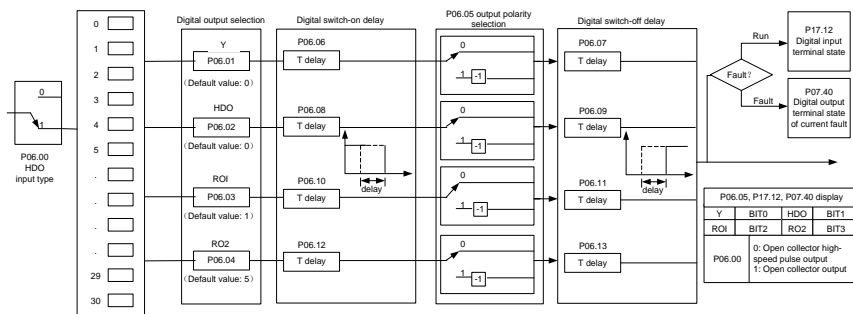 0
1
2
3
4
5
.
.
.
.
29
30
0
1
P06.00
HDO
input type
Digital output selection
Y
P06.01
(Default value: 0)
HDO
P06.02
(Default value: 0)
ROI
P06.03
(Default value: 1)
RO2
P06.04
(Default value: 5)
Digital switch-on delay
P06.06
T delay
P06.08
T delay
delay
P06.10
T delay
P06.12
T delay
P06.05 output polarity
selection
0
1
-1
0
1
-1
0
1
-1
0
1
-1
Digital switch-off delay
P06.07
T delay
P06.09
T delay
delay
P06.11
T delay
P06.13
T delay
Fault?
Run
Fault
P17.12
Digital input
terminal state
P07.40
Digital output
terminal state
of current fault
P06.05, P17.12, P07.40 display
Y BIT0 HDO BIT1
ROI BIT2 RO2 BIT3
P06.00
0: Open collector high-
speed pulse output
1: Open collector output